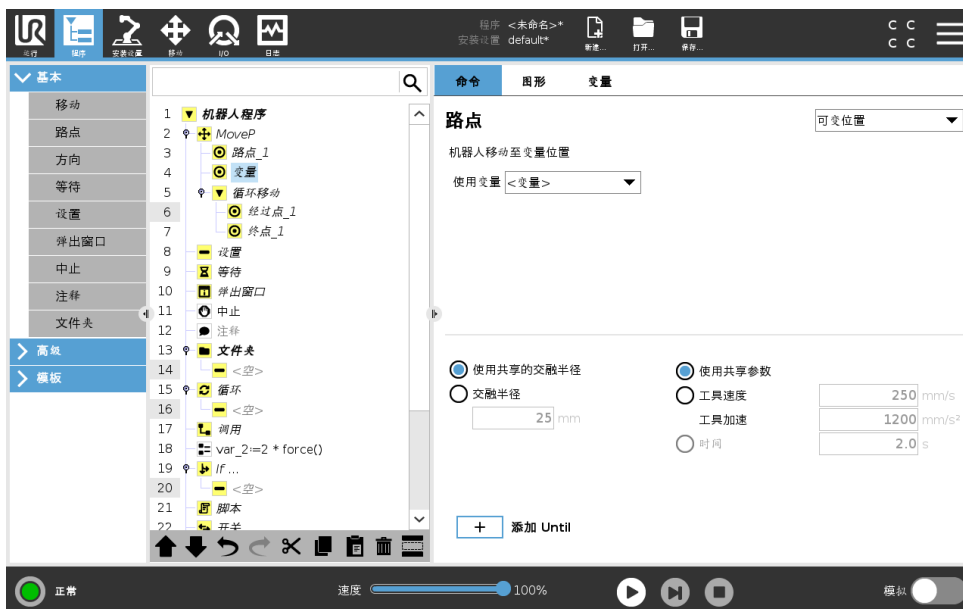 UR
运行
程序
安装设置
移动
I/O
日志
程序 <未命名>*
安装设置 default*
新建...
打开...
保存...
C C
C C
基本
移动
路点
方向
等待
设置
弹出窗口
中止
注释
文件夹
高级
模板
1 机器人程序
2 MoveP
3 路点_1
4 变量
5 循环移动
6 经过点_1
7 终点_1
8 设置
9 等待
10 弹出窗口
11 中止
12 注释
13 文件夹
14 <空>
15 循环
16 <空>
17 调用
18 var_2:=2 * force()
19 If ...
20 <空>
21 脚本
22 开关
命令 图形 变量
路点
可变位置
机器人移动至变量位置
使用变量 <变量>
使用共享的交融半径
交融半径
25 mm
使用共享参数
工具速度 250 mm/s
工具加速 1200 mm/s²
时间 2.0 s
+ 添加 Until
正常
速度 100%
模拟